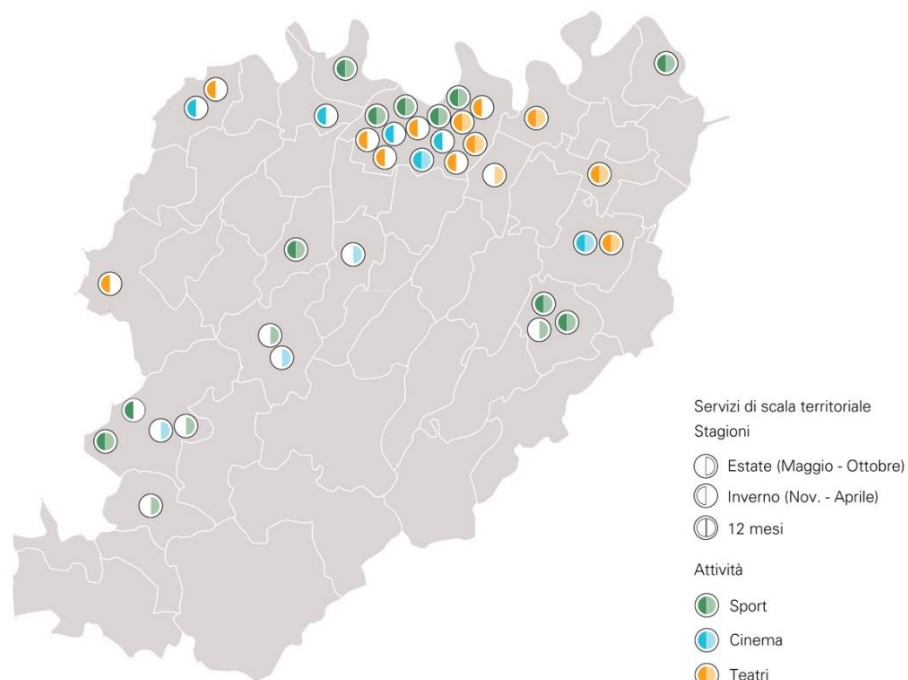 Servizi di scala territoriale
Stagioni
Estate (Maggio - Ottobre)
Inverno (Nov. - Aprile)
12 mesi
Attività
Sport
Cinema
Teatri